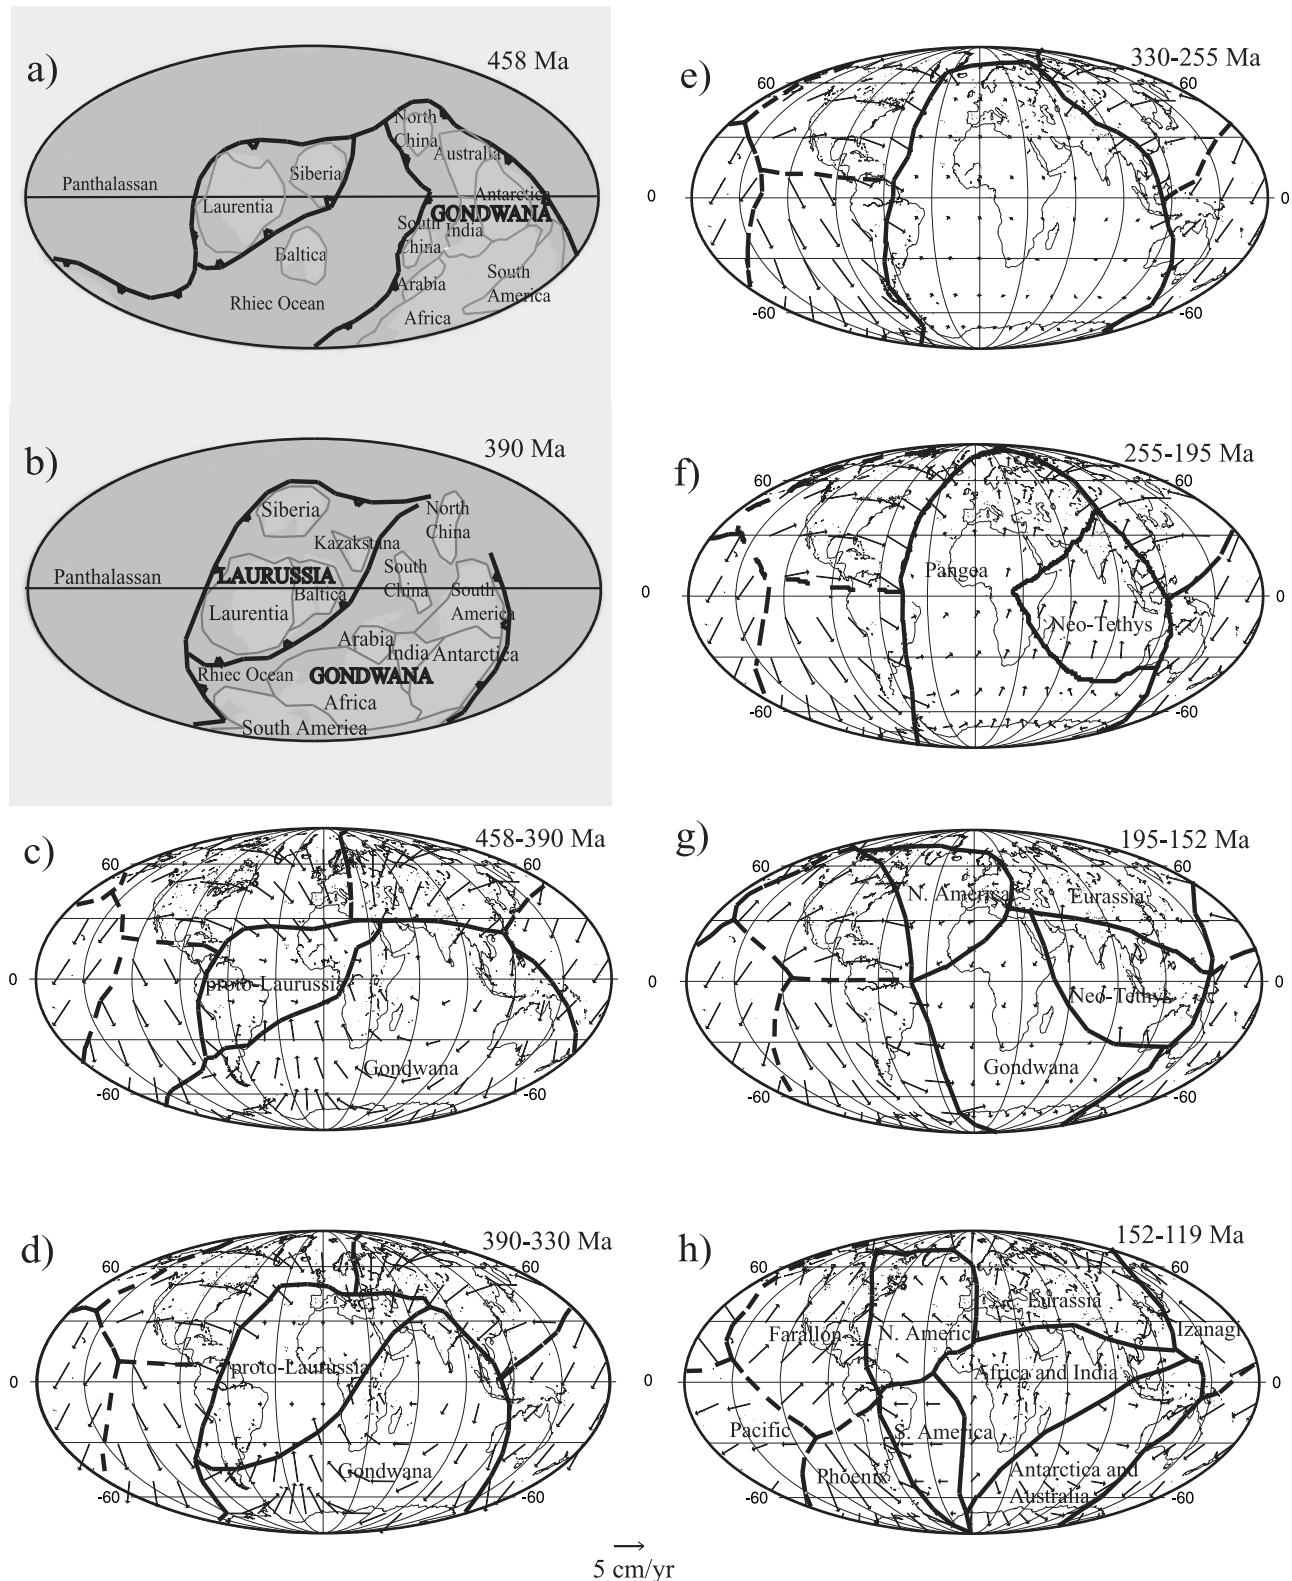 a)
458 Ma
North
China
Australia
Siberia
Panthalassan
Antarctica
Laurentia
GONDWANA
South
China
India
Baltica
Arabia
South
America
Rhiec Ocean
Africa
b)
390 Ma
Siberia
North
China
Kazakstana
Panthalassan
LAURUSSIA
South
China
South
America
Baltica
Laurentia
Arabia
India
Antarctica
Rhiec Ocean
GONDWANA
Africa
South America
c)
458-390 Ma
60
60
0
proto-Laurussia
Gondwana
-60
-60
d)
390-330 Ma
60
60
0
proto-Laurussia
0
Gondwana
-60
-60
e)
330-255 Ma
60
60
0
0
-60
-60
f)
255-195 Ma
60
60
Pangea
0
0
Neo-Tethys
-60
-60
g)
195-152 Ma
60
60
N. America
Eurasia
0
0
Neo-Tethys
Gondwana
-60
-60
h)
152-119 Ma
60
60
Eurasia
Farallon
N. America
Izanagi
Africa and India
0
0
Pacific
S. America
Phoenix
Antarctica and
Australia
-60
-60
5 cm/yr